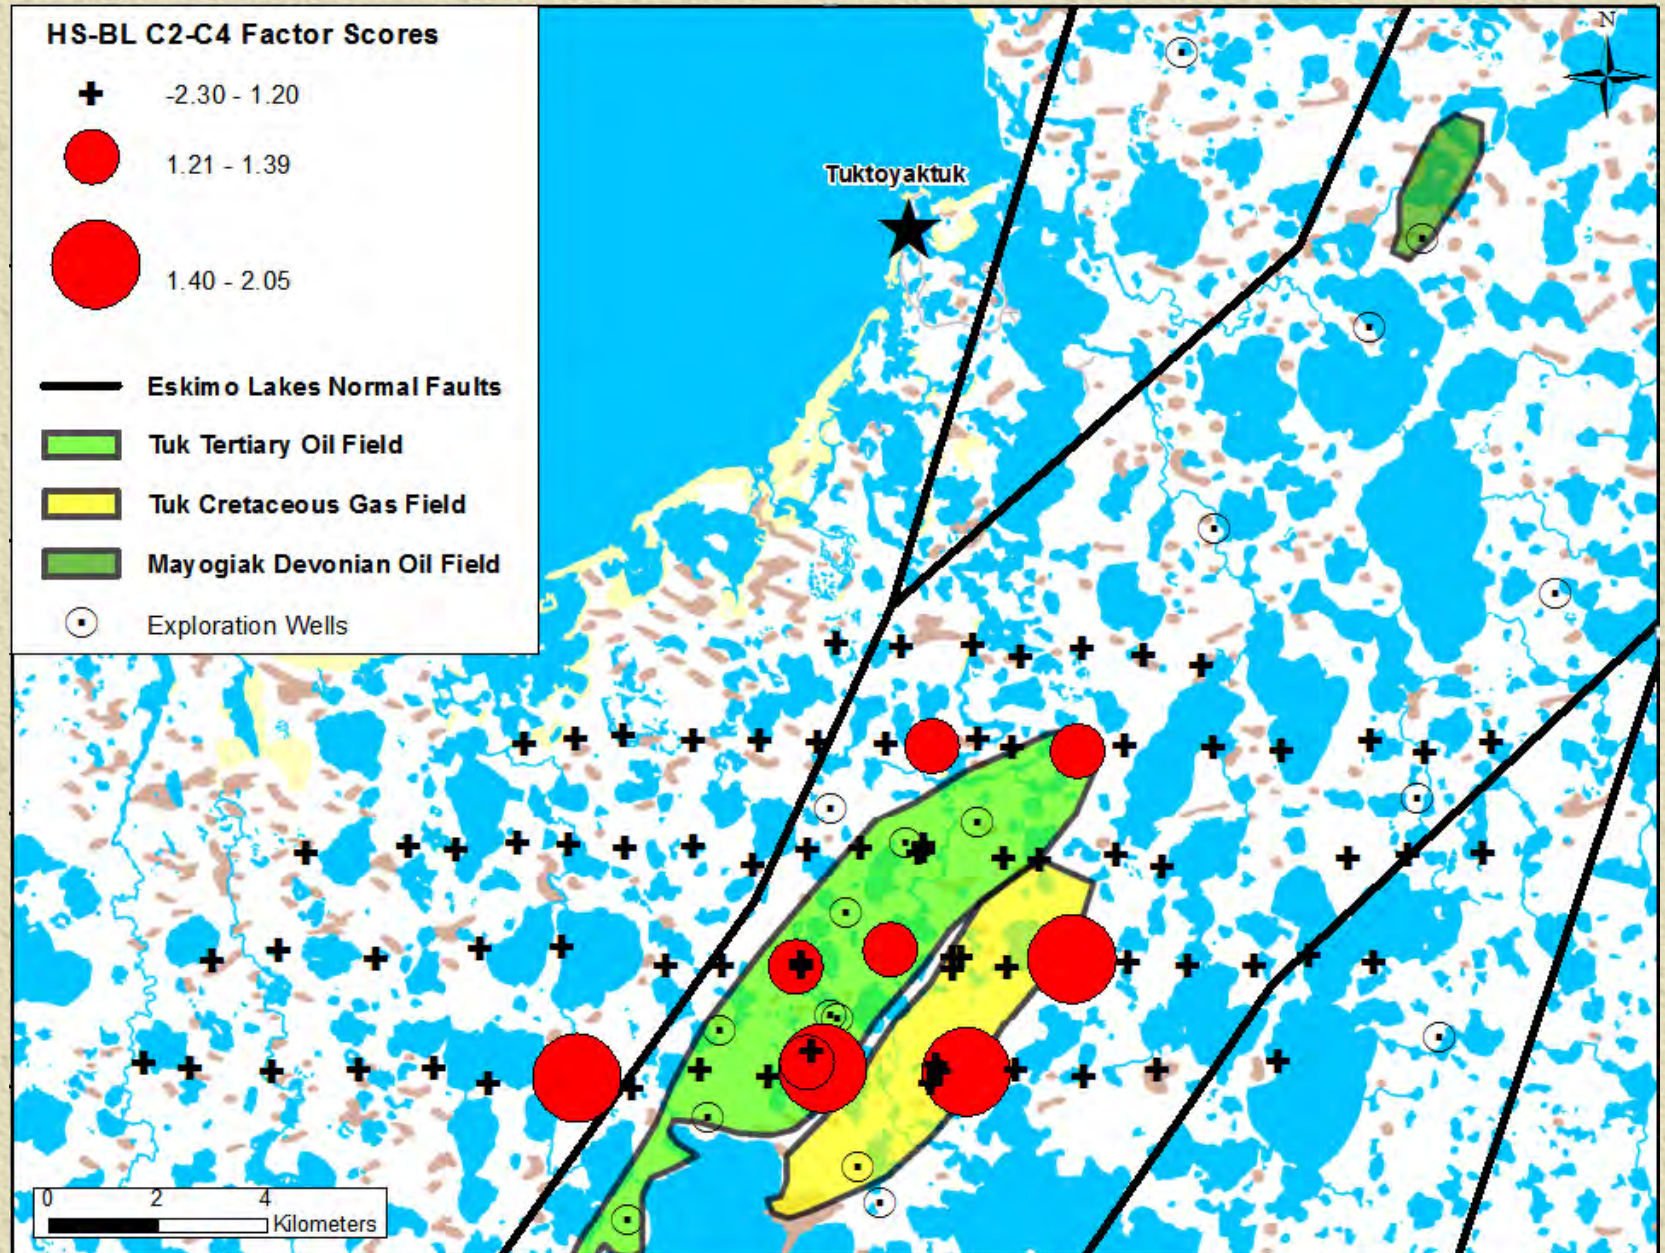 HS-BL C2-C4 Factor Scores
-2.30 - 1.20
1.21 - 1.39
1.40 - 2.05
Eskimo Lakes Normal Faults
Tuk Tertiary Oil Field
Tuk Cretaceous Gas Field
Mayogiak Devonian Oil Field
Exploration Wells
N
Tuktoyaktuk
0 2 4
Kilometers